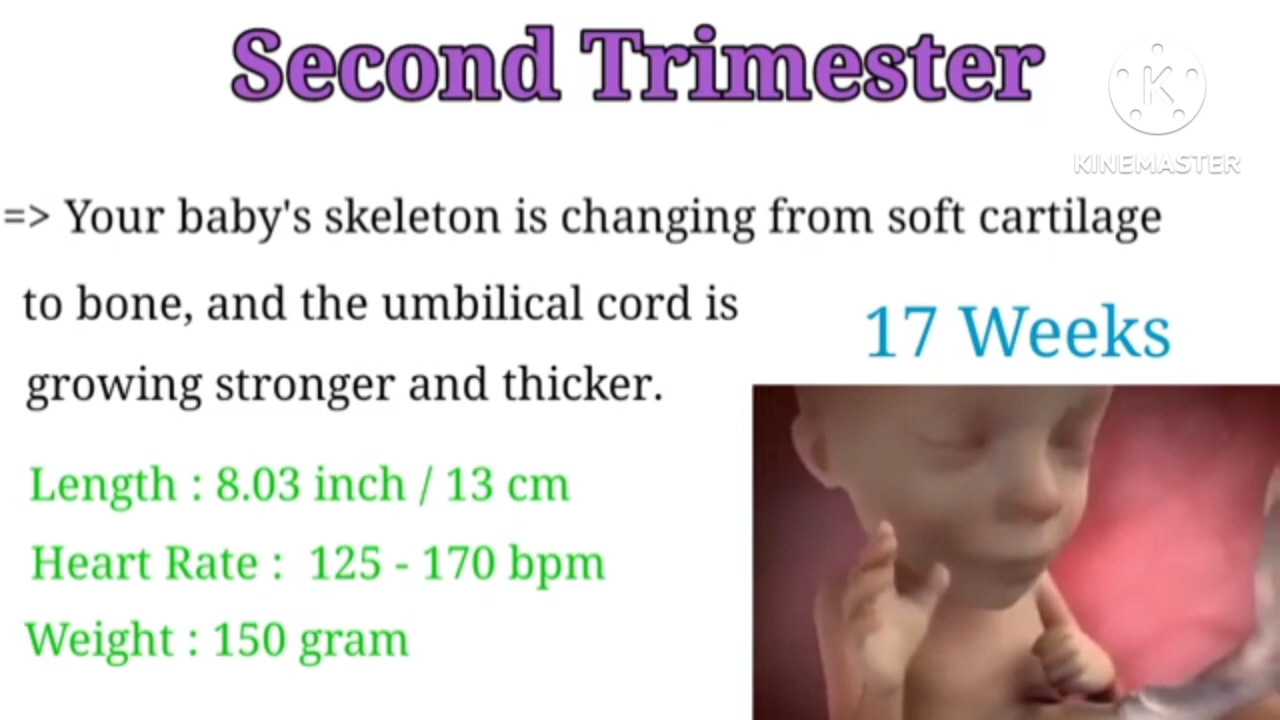 Second Trimester
K
KINEMASTER
=> Your baby's skeleton is changing from soft cartilage
to bone, and the umbilical cord is
growing stronger and thicker.
17 Weeks
Length : 8.03 inch / 13 cm
Heart Rate :  125 - 170 bpm
Weight : 150 gram